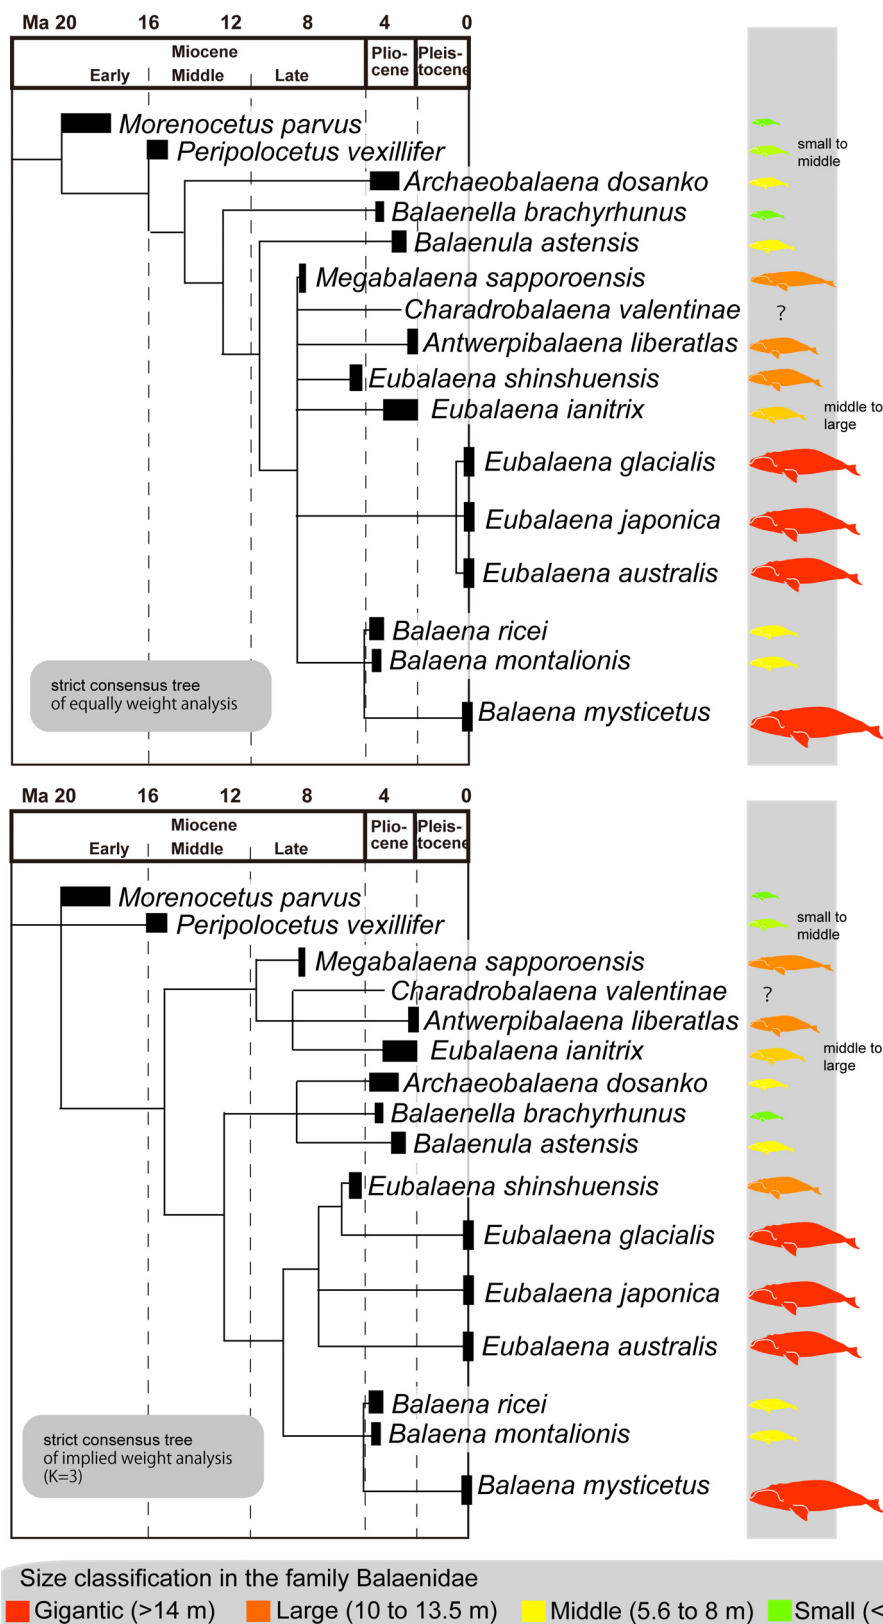 Ma 20 16 12 8 4 0
Miocene
Early Middle Late
Plio-
cene
Pleis-
tocene
Morenocetus parvus
Peripolocetus vexillifer
small to
middle
Archaeobalaena dosanko
Balaenella brachyrhunus
Balaenula astensis
Megabalaena sapporoensis
Charadrobalaena valentinae ?
Antwerpibalaena liberatlas
Eubalaena shinshuensis
Eubalaena ianitrix
middle to
large
Eubalaena glacialis
Eubalaena japonica
Eubalaena australis
Balaena ricei
Balaena montalionis
Balaena mysticetus
strict consensus tree
of equally weight analysis
Ma 20 16 12 8 4 0
Miocene
Early Middle Late
Plio-
cene
Pleis-
tocene
Morenocetus parvus
Peripolocetus vexillifer
small to
middle
Megabalaena sapporoensis
Charadrobalaena valentinae ?
Antwerpibalaena liberatlas
Eubalaena ianitrix
middle to
large
Archaeobalaena dosanko
Balaenella brachyrhunus
Balaenula astensis
Eubalaena shinshuensis
Eubalaena glacialis
Eubalaena japonica
Eubalaena australis
Balaena ricei
Balaena montalionis
Balaena mysticetus
strict consensus tree
of implied weight analysis
(K=3)
Size classification in the family Balaenidae
Gigantic (>14 m) Large (10 to 13.5 m) Middle (5.6 to 8 m) Small (<